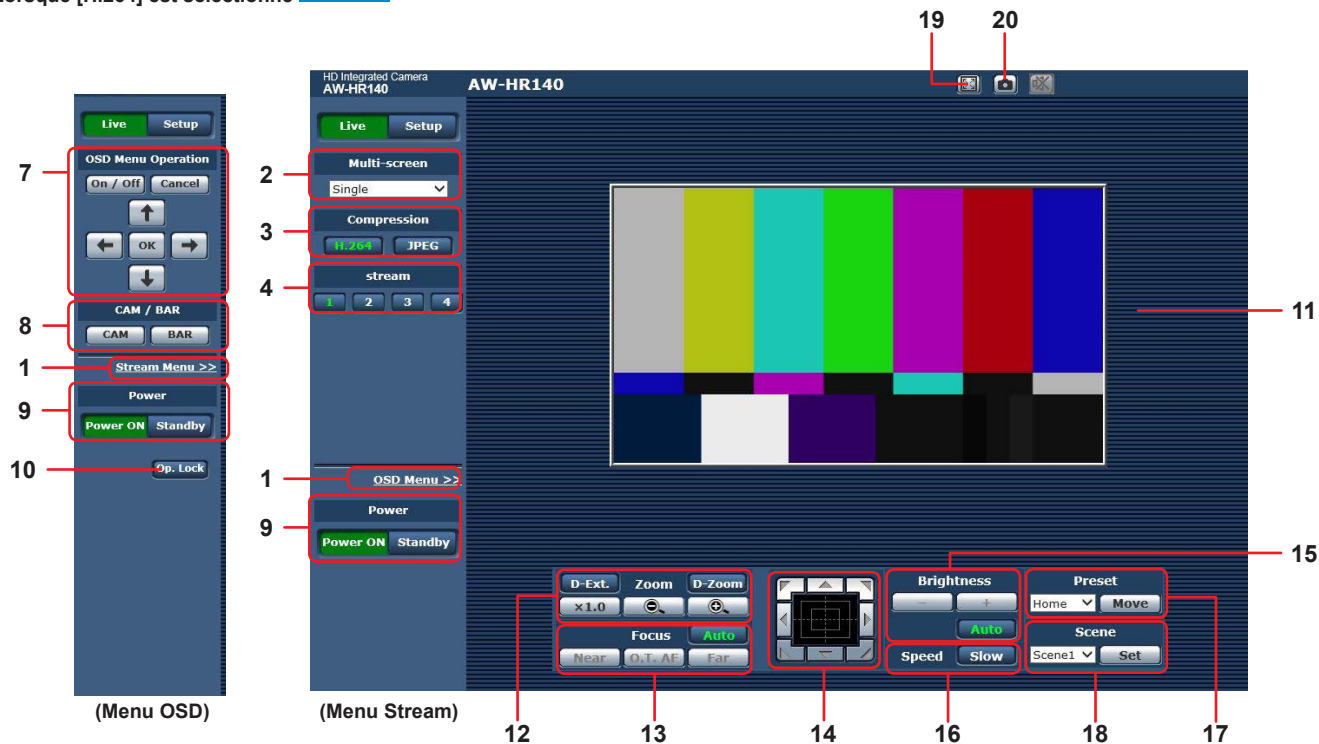 lorsque [H.264] est sélectionné
19 20
HD Integrated Camera
AW-HR140
AW-HR140
Live Setup
OSD Menu Operation
On / Off Cancel
OK
CAM / BAR
CAM BAR
Stream Menu >>
Power
Power ON Standby
Op. Lock
7
8
1
9
10
(Menu OSD)
Live Setup
Multi-screen
Single
Compression
H.264 JPEG
stream
1 2 3 4
OSD Menu >>
Power
Power ON Standby
2
3
4
1
9
(Menu Stream)
11
15
D-Ext. Zoom D-Zoom
×1.0
Focus Auto
Near O.T. AF Far
Brightness
- +
Auto
Speed Slow
Preset
Home Move
Scene
Scene1 Set
12 13 14 16 18 17